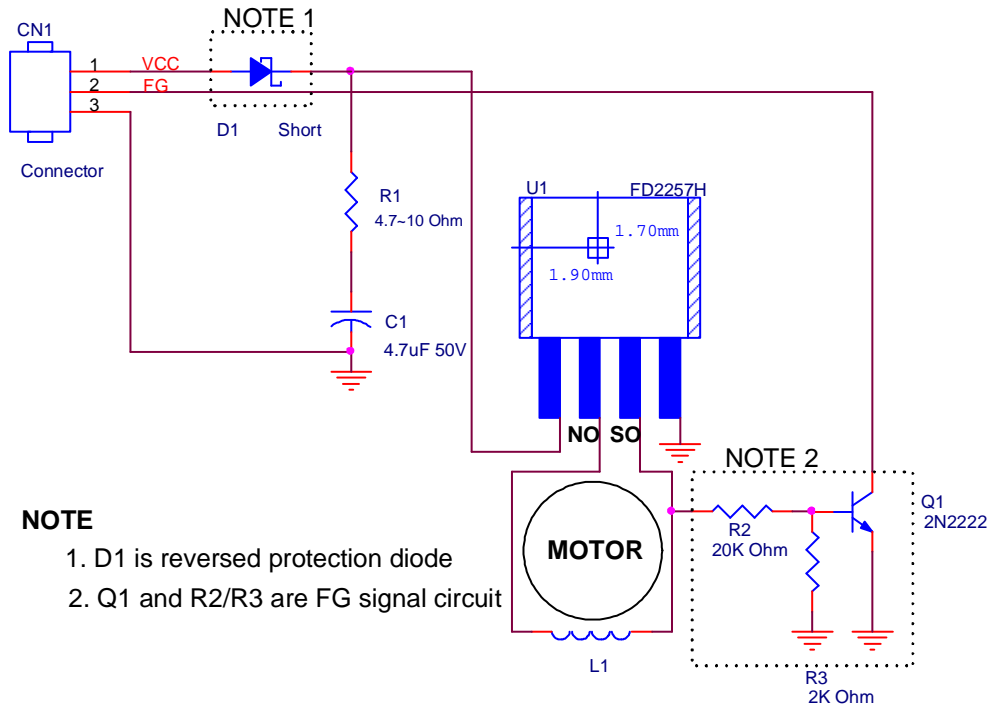 NOTE 1
CN1
1
VCC
2
FG
3
D1
Short
Connector
R1
4.7~10 Ohm
U1
FD2257H
1.70mm
1.90mm
C1
4.7uF 50V
NO
SO
NOTE 2
Q1
2N2222
R2
20K Ohm
MOTOR
NOTE
1. D1 is reversed protection diode
2. Q1 and R2/R3 are FG signal circuit
L1
R3
2K Ohm